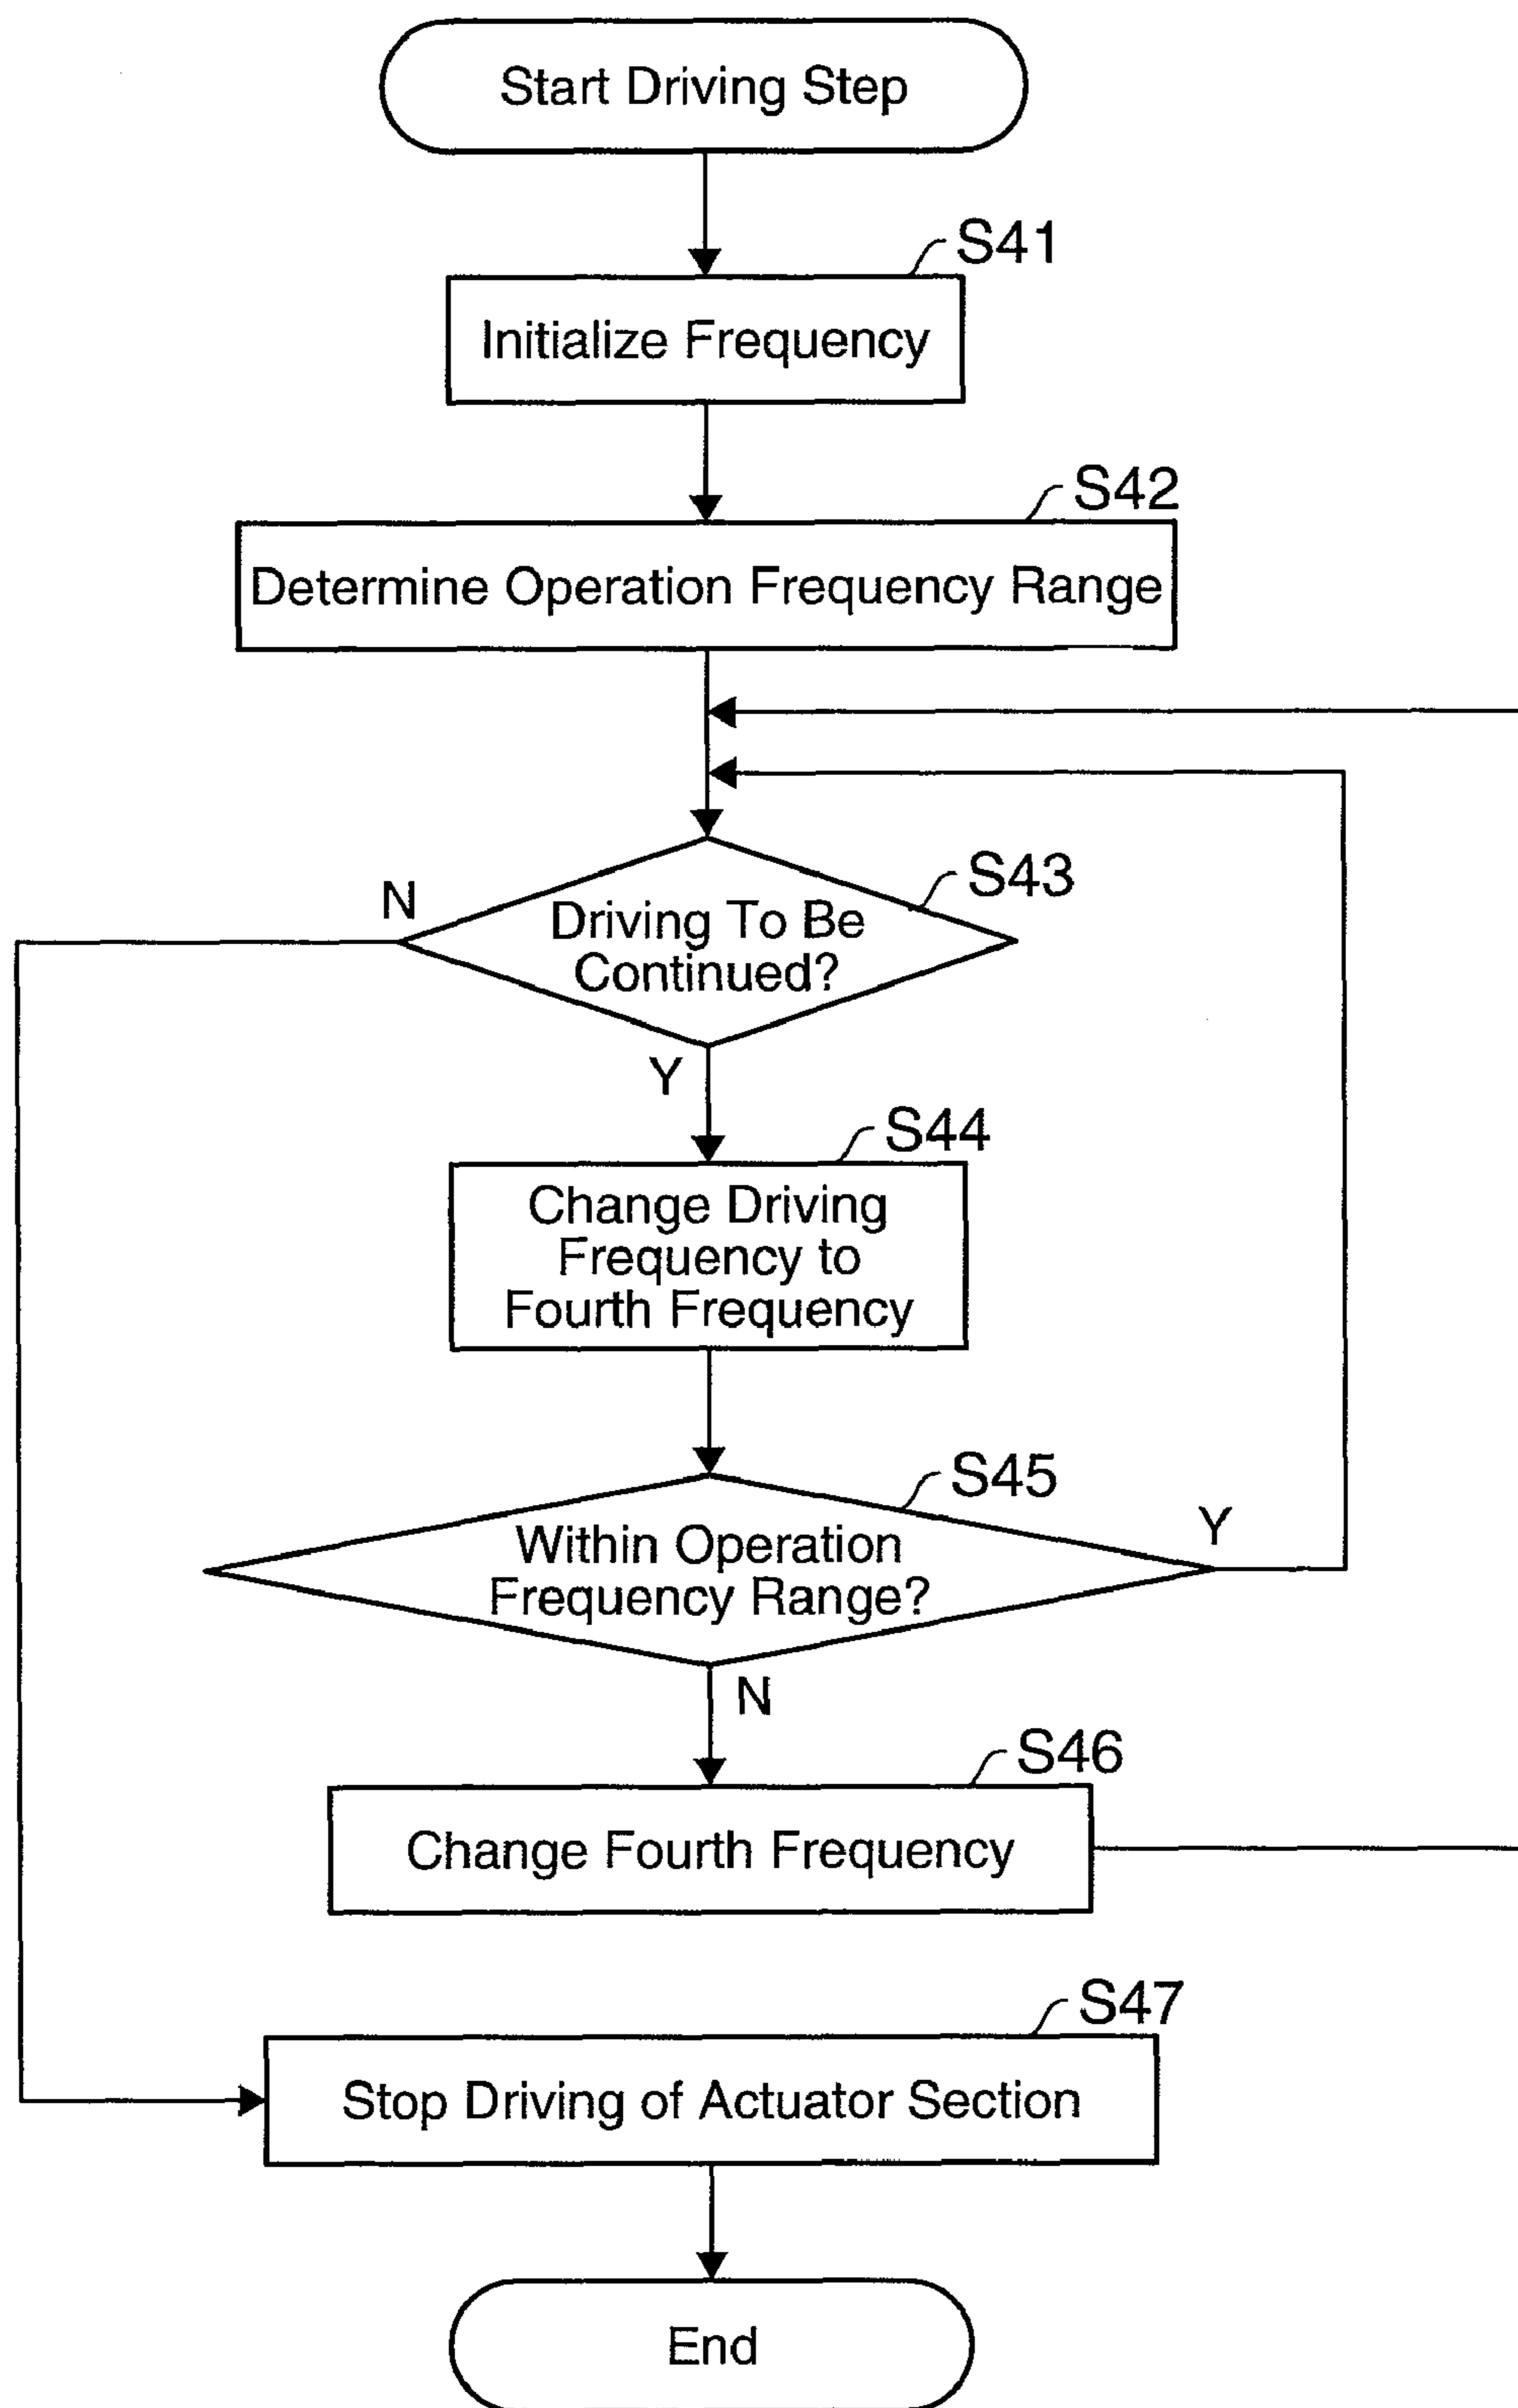 Start Driving Step
S41
Initialize Frequency
S42
Determine Operation Frequency Range
S43
N
Driving To Be
Continued?
Y
S44
Change Driving
Frequency to
Fourth Frequency
S45
Y
Within Operation
Frequency Range?
N
S46
Change Fourth Frequency
S47
Stop Driving of Actuator Section
End